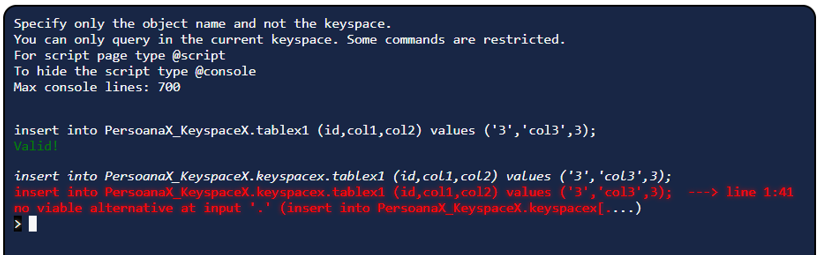 Specify only the object name and not the keyspace.
You can only query in the current keyspace. Some commands are restricted.
For script page type @script
To hide the script type @console
Max console lines: 700
insert into PersoanaX_KeyspaceX.tablex1 (id,col1,col2) values ('3','col3',3);
Valid!
insert into PersoanaX_KeyspaceX.keyspacex.tablex1 (id,col1,col2) values ('3','col3',3);
insert into PersoanaX_KeyspaceX.keyspacex.tablex1 (id,col1,col2) values ('3','col3',3);  ---> line 1:41
no viable alternative at input '.' (insert into PersoanaX_KeyspaceX.keyspacex[....)
>